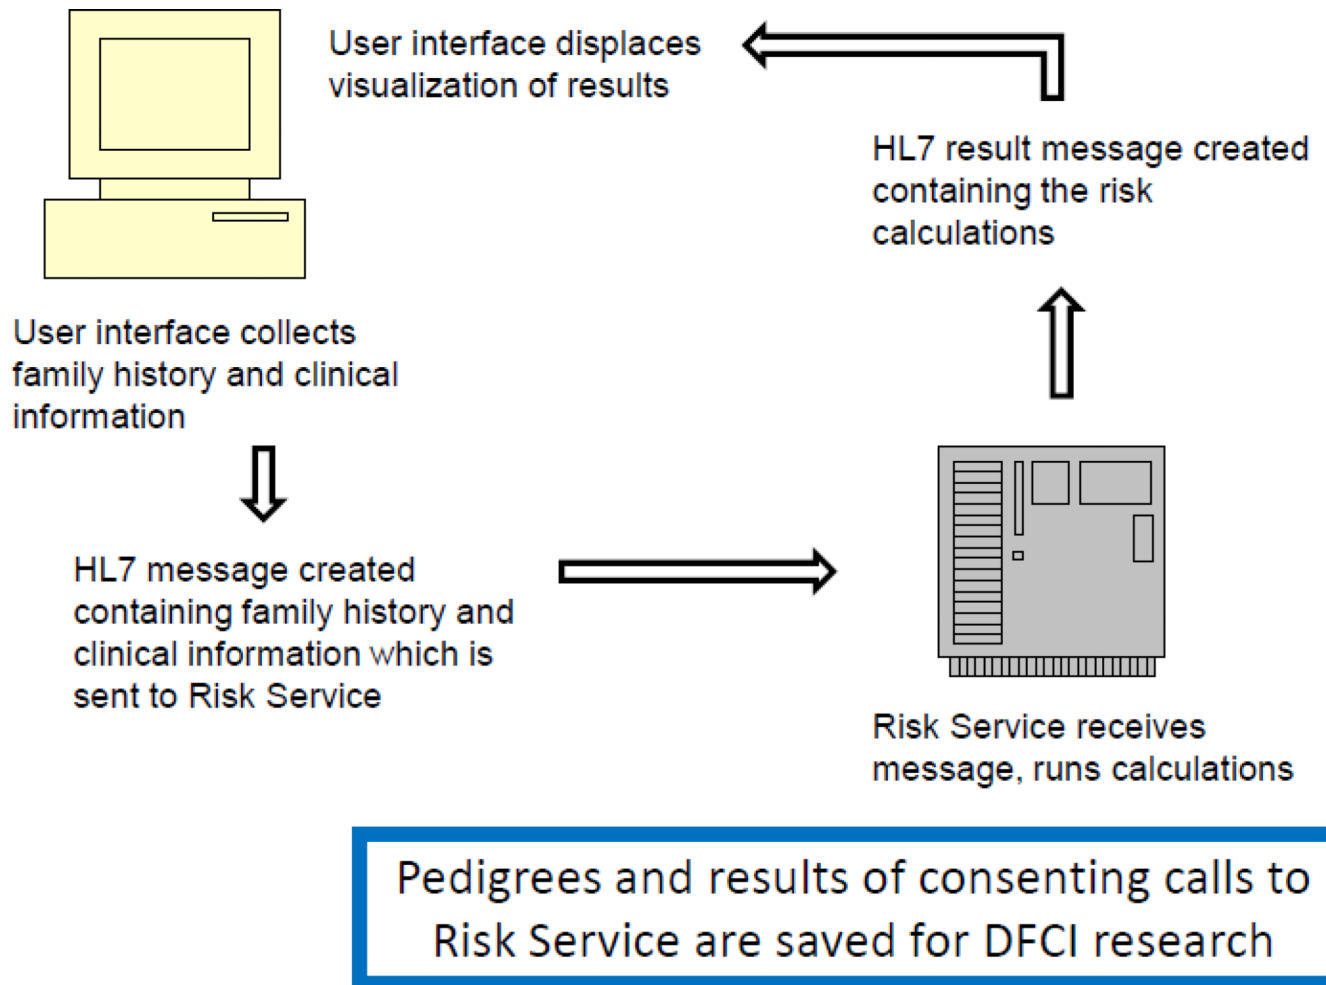 User interface displaces
visualization of results
HL7 result message created
containing the risk
calculations
User interface collects
family history and clinical
information
HL7 message created
containing family history and
clinical information which is
sent to Risk Service
Risk Service receives
message, runs calculations
Pedigrees and results of consenting calls to
Risk Service are saved for DFCI research